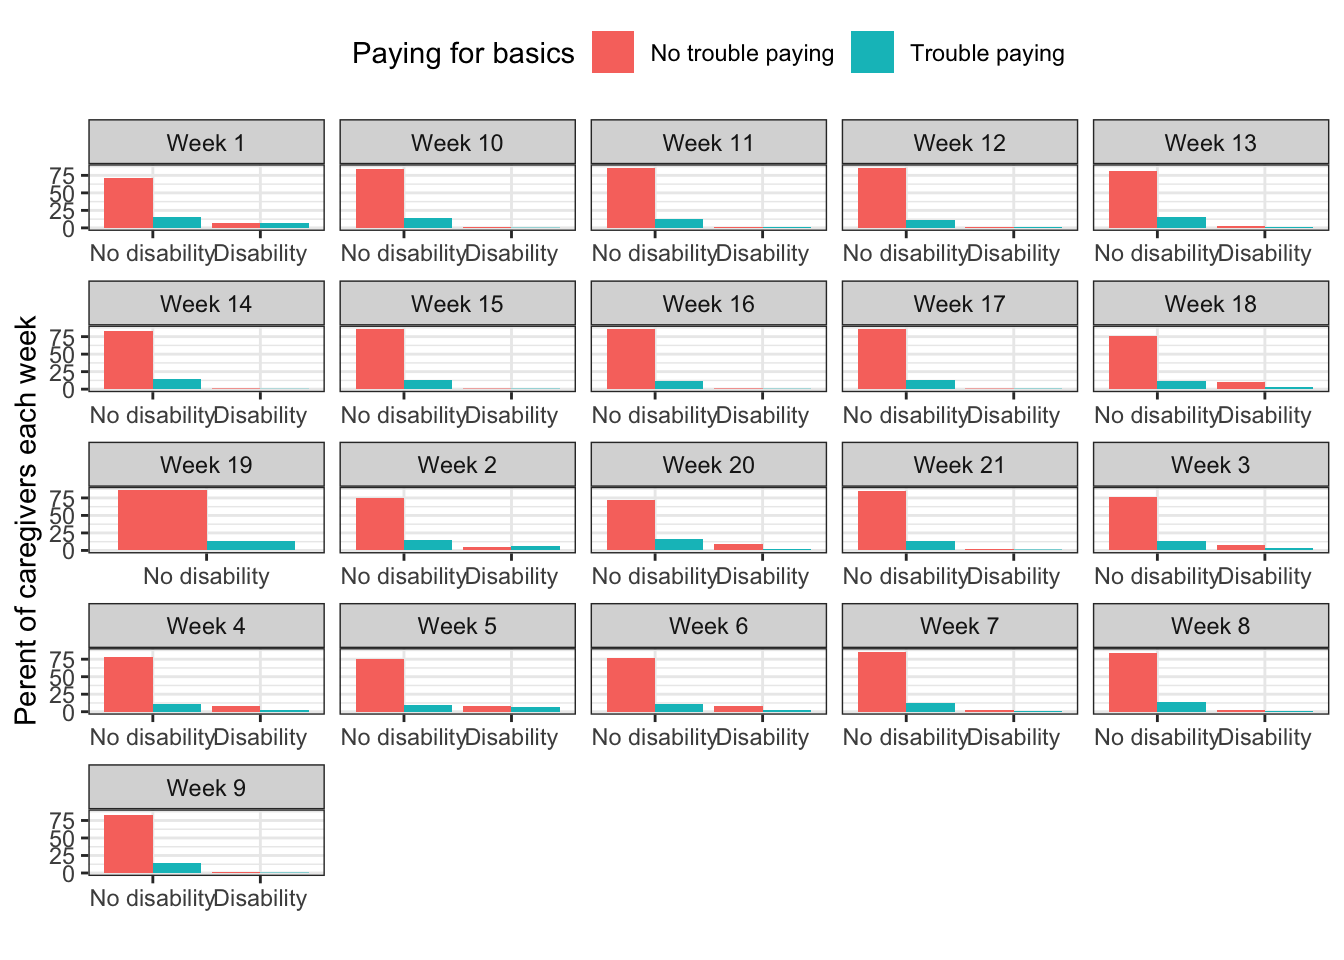 Paying for basics No trouble paying Trouble paying
Perent of caregivers each week
Week 1 Week 10 Week 11 Week 12 Week 13
75
50
25
0
No disability Disability No disability Disability No disability Disability No disability Disability No disability Disability
Week 14 Week 15 Week 16 Week 17 Week 18
75
50
25
0
No disability Disability No disability Disability No disability Disability No disability Disability No disability Disability
Week 19 Week 2 Week 20 Week 21 Week 3
75
50
25
0
No disability No disability Disability No disability Disability No disability Disability No disability Disability
Week 4 Week 5 Week 6 Week 7 Week 8
75
50
25
0
No disability Disability No disability Disability No disability Disability No disability Disability No disability Disability
Week 9
75
50
25
0
No disability Disability